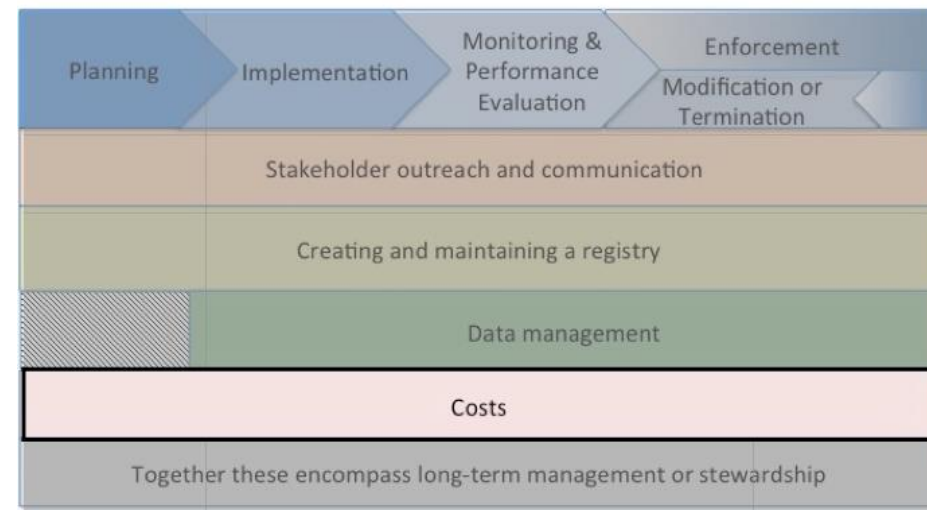 Planning
Implementation
Monitoring &
Performance
Evaluation
Enforcement
Modification or
Termination
Stakeholder outreach and communication
Creating and maintaining a registry
Data management
Costs
Together these encompass long-term management or stewardship